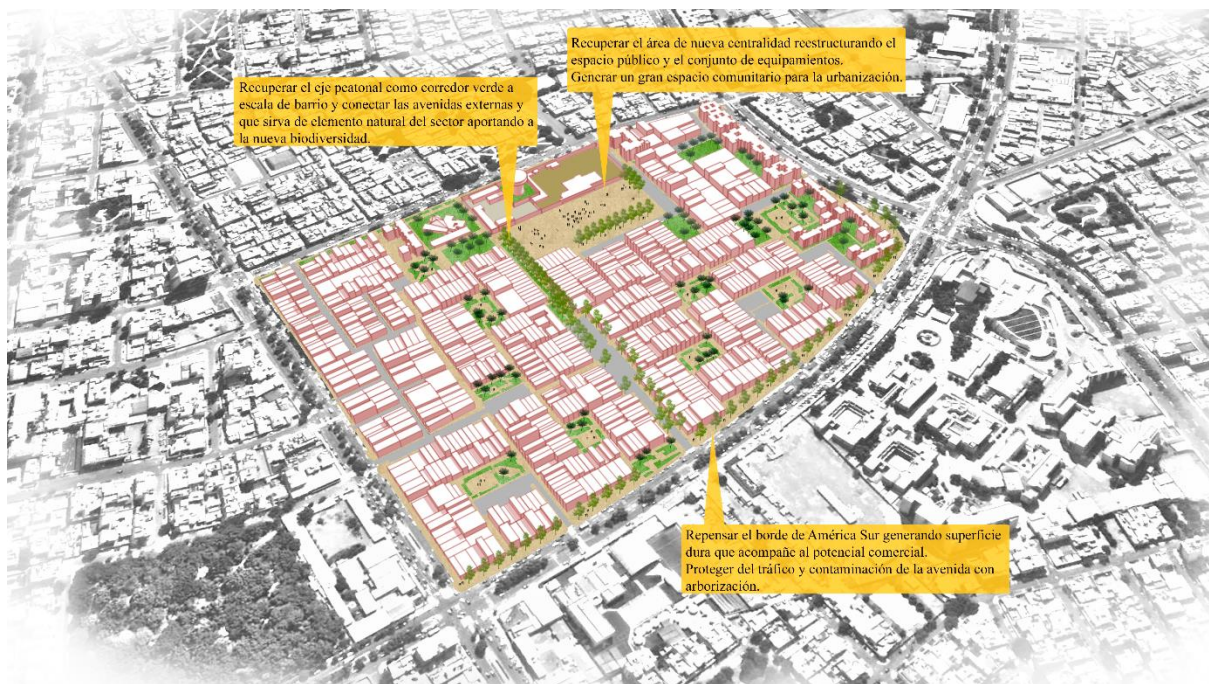 Recuperar el área de nueva centralidad reestructurando el
espacio público y el conjunto de equipamientos.
Generar un gran espacio comunitario para la urbanización.
Recuperar el eje peatonal como corredor verde a
escala de barrio y conectar las avenidas externas y
que sirva de elemento natural del sector aportando a
la nueva biodiversidad.
Repensar el borde de América Sur generando superficie
dura que acompañe al potencial comercial.
Proteger del tráfico y contaminación de la avenida con
arborización.